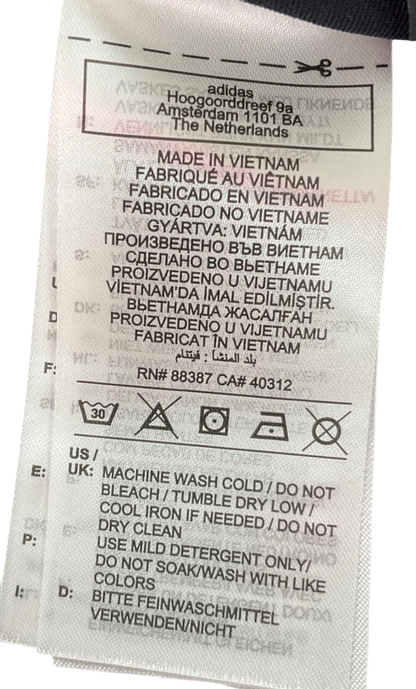 adidas
Hoogoorddreef 9a
Amsterdam 1101 BA
The Netherlands
MADE IN VIETNAM
FABRIQUÉ AU VIÊTNAM
FABRICADO EN VIETNAM
FABRICADO NO VIETNAME
GYÁRTVA: VIETNÁM
ПРОИЗВЕДЕНО ВЪВ ВИЕТНАМ
СДЕЛАНО ВО ВЬЕТНАМЕ
PROIZVEDENO U VIJETNAMU
VİETNAM'DA İMAL EDİLMİŞTİR.
ВЬЕТНАМДА ЖАСАЛҒАН
PROIZVEDENO U VIJETNAMU
FABRICAT ÎN VIETNAM
بلد المنشأ : فيتنام
RN# 88387 CA# 40312
30
US /
UK: MACHINE WASH COLD / DO NOT
BLEACH / TUMBLE DRY LOW /
COOL IRON IF NEEDED / DO NOT
DRY CLEAN
USE MILD DETERGENT ONLY/
DO NOT SOAK/WASH WITH LIKE
COLORS
D: BITTE FEINWASCHMITTEL
VERWENDEN/NICHT
F:
E:
P:
I: